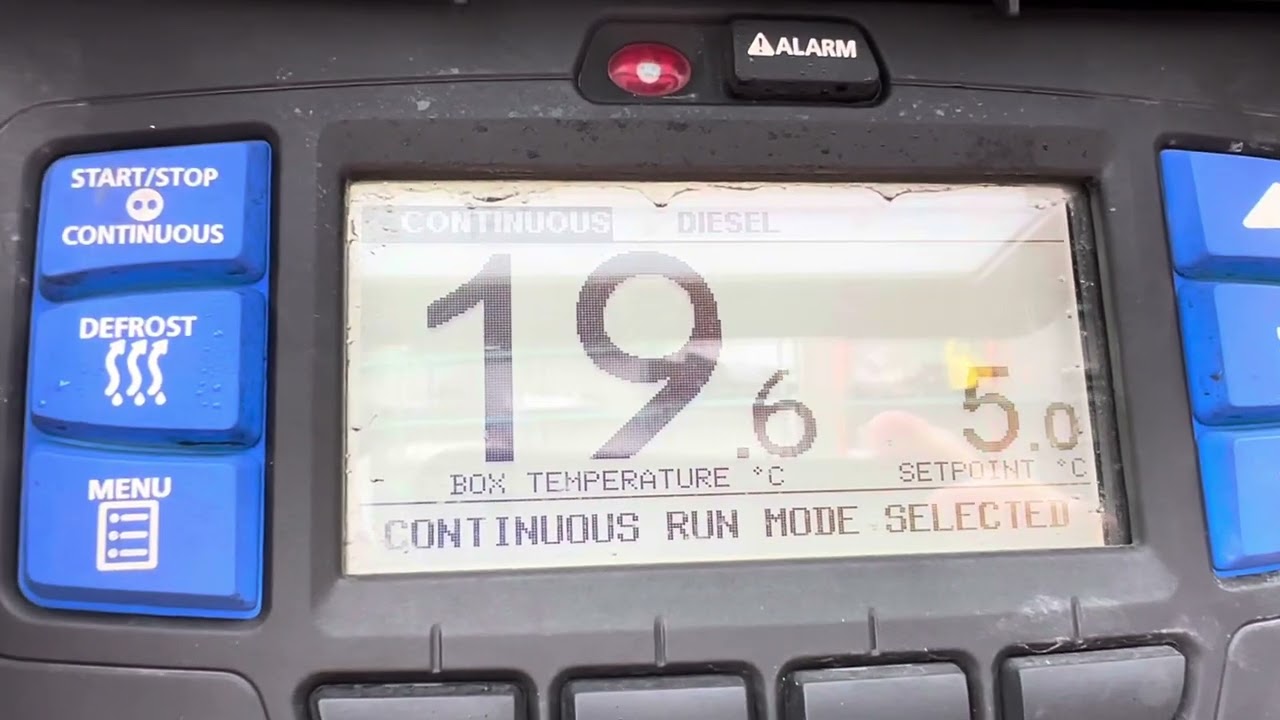 ALARM
START/STOP
CONTINUOUS
DEFROST
MENU
CONTINUOUS DIESEL
19.6 5.0
BOX TEMPERATURE °C SETPOINT °C
CONTINUOUS RUN MODE SELECTED